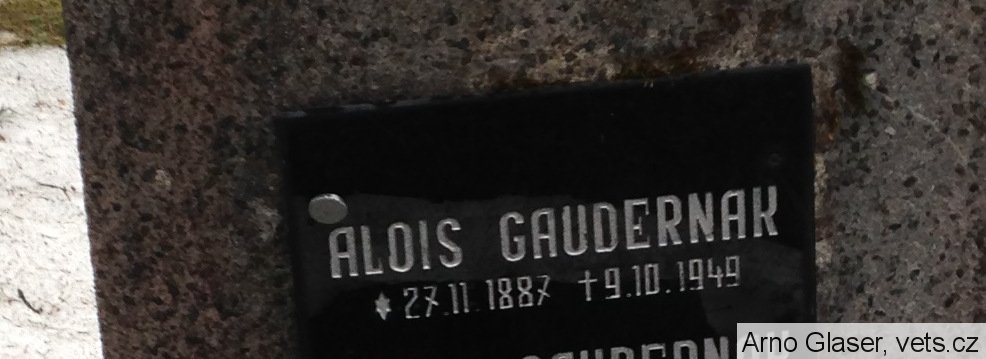 ALOIS GAUDERNAK
* 27.11.1887 † 9.10.1949
Arno Glaser, vets.cz